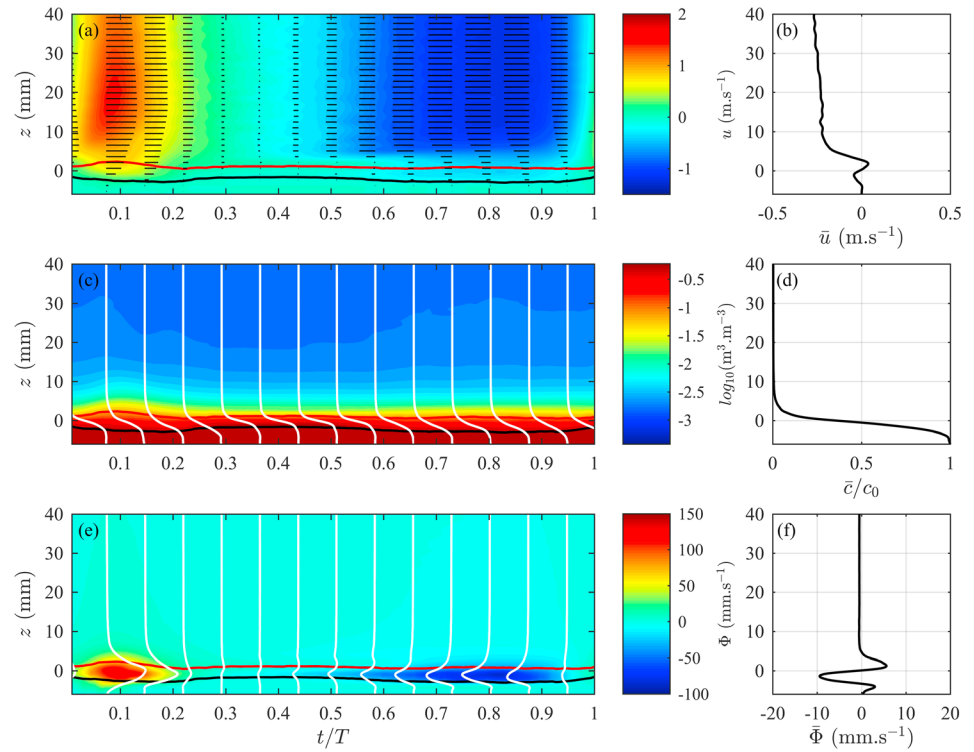 (a)
z (mm)
40
30
20
10
0
0.1 0.2 0.3 0.4 0.5 0.6 0.7 0.8 0.9 1
2
1
0
-1
u (m.s⁻¹)
(b)
40
30
20
10
0
-0.5 0 0.5
ū (m.s⁻¹)
(c)
z (mm)
40
30
20
10
0
0.1 0.2 0.3 0.4 0.5 0.6 0.7 0.8 0.9 1
-0.5
-1
-1.5
-2
-2.5
-3
log₁₀(m³.m⁻³)
(d)
40
30
20
10
0
0 0.5 1
c̄/c₀
(e)
z (mm)
40
30
20
10
0
0.1 0.2 0.3 0.4 0.5 0.6 0.7 0.8 0.9 1
t/T
150
100
50
0
-50
-100
Φ (mm.s⁻¹)
(f)
40
30
20
10
0
-20 -10 0 10 20
Φ̄ (mm.s⁻¹)